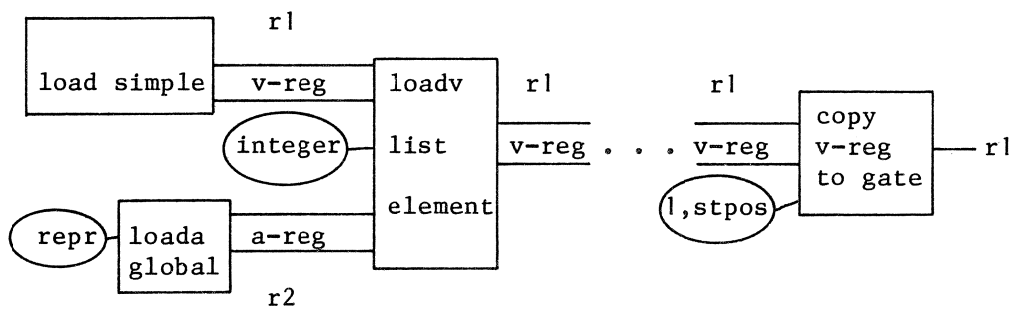 r1
load simple
v-reg
loadv
list
element
integer
repr
loada
global
a-reg
r2
r1
v-reg . . . v-reg
r1
1,stpos
copy
v-reg
to gate
r1